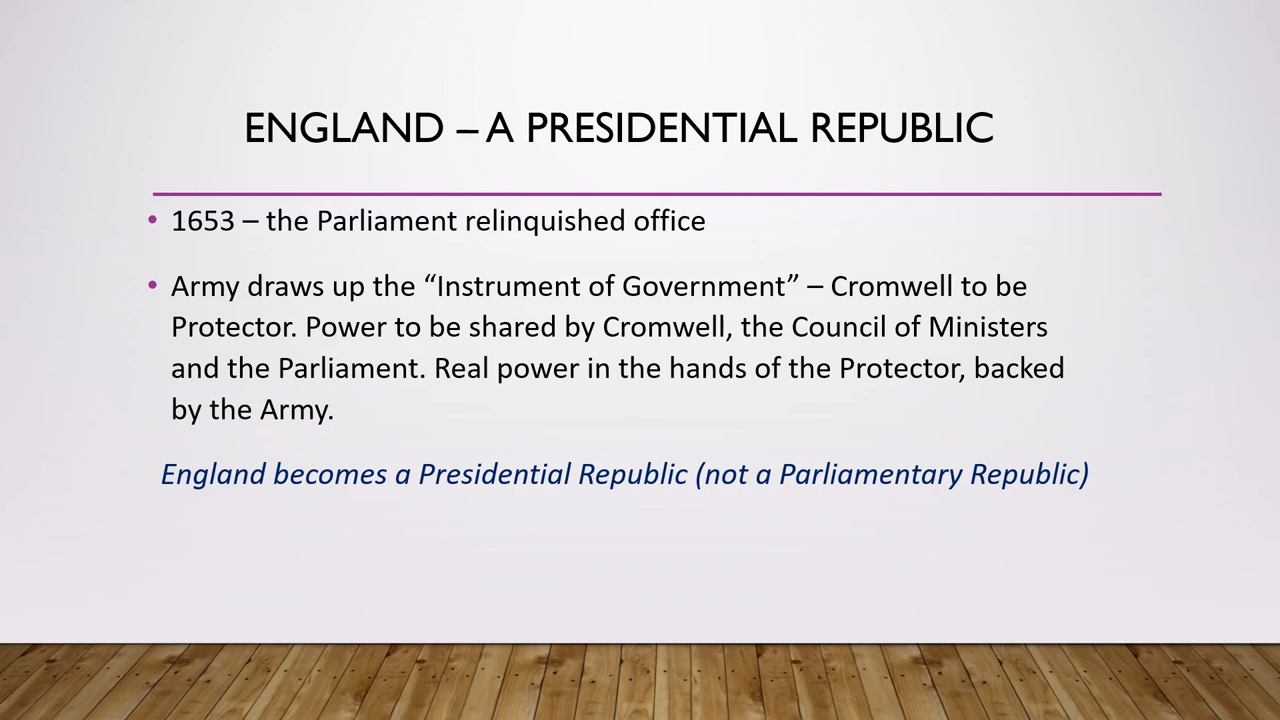 ENGLAND – A PRESIDENTIAL REPUBLIC
• 1653 – the Parliament relinquished office
• Army draws up the “Instrument of Government” – Cromwell to be
Protector. Power to be shared by Cromwell, the Council of Ministers
and the Parliament. Real power in the hands of the Protector, backed
by the Army.
England becomes a Presidential Republic (not a Parliamentary Republic)